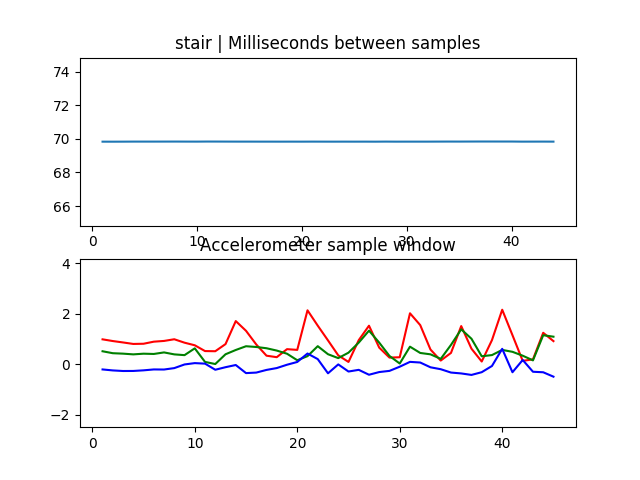 stair | Milliseconds between samples
74
72
70
68
66
0 10 20 30 40
Accelerometer sample window
4
2
0
−2
0 10 20 30 40